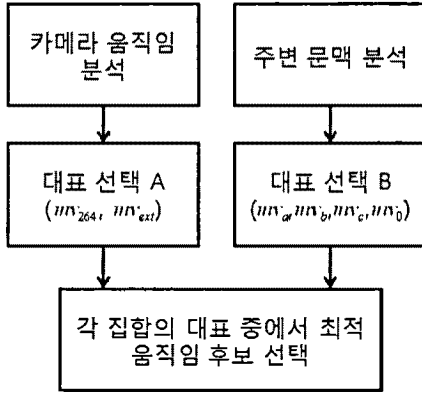 카메라 움직임
분석
주변 문맥 분석
대표 선택 A
(mv264, mvext)
대표 선택 B
(mva, mvb, mvc, mv0)
각 집합의 대표 중에서 최적
움직임 후보 선택